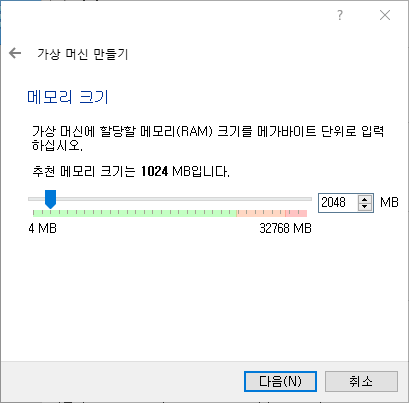 ?
가상 머신 만들기
메모리 크기
가상 머신에 할당할 메모리(RAM) 크기를 메가바이트 단위로 입력
하십시오.
추천 메모리 크기는 1024 MB입니다.
2048 MB
4 MB 32768 MB
다음(N) 취소